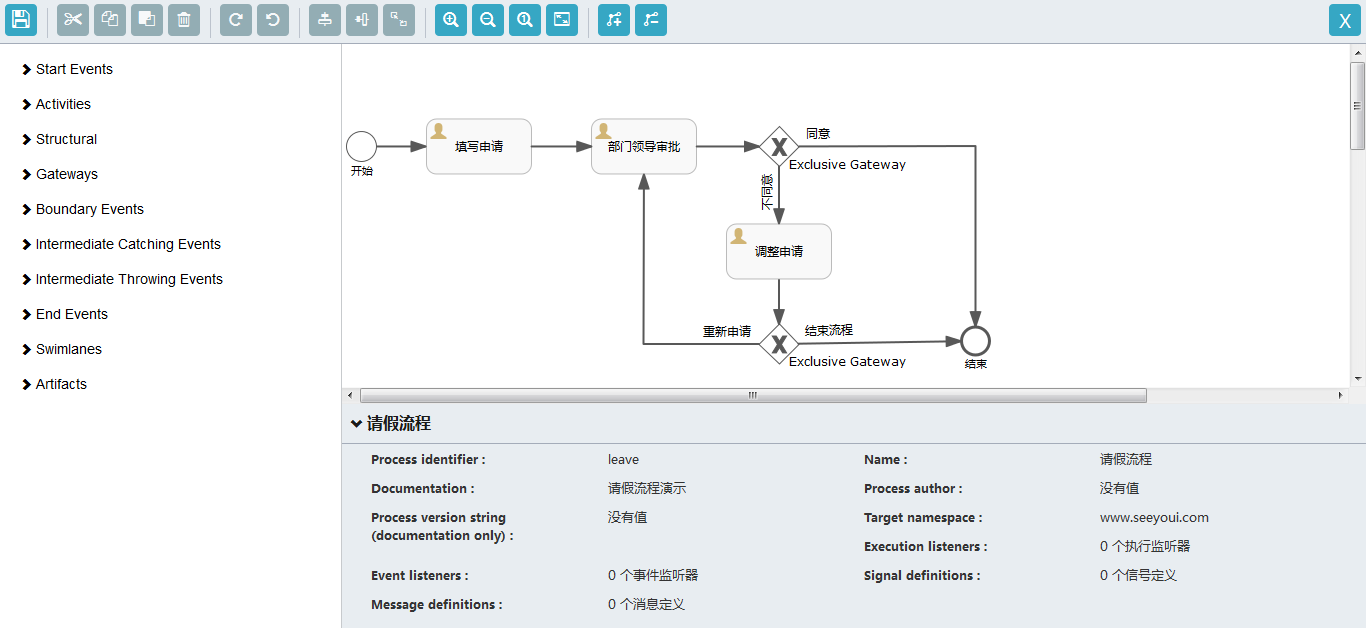 X
Start Events
Activities
Structural
Gateways
Boundary Events
Intermediate Catching Events
Intermediate Throwing Events
End Events
Swimlanes
Artifacts
开始
填写申请
部门领导审批
X
同意
Exclusive Gateway
不同意
调整申请
重新申请
X
结束流程
Exclusive Gateway
结束
请假流程
Process identifier : leave
Name : 请假流程
Documentation : 请假流程演示
Process author : 没有值
Process version string (documentation only) : 没有值
Target namespace : www.seeyoui.com
Execution listeners : 0 个执行监听器
Event listeners : 0 个事件监听器
Signal definitions : 0 个信号定义
Message definitions : 0 个消息定义